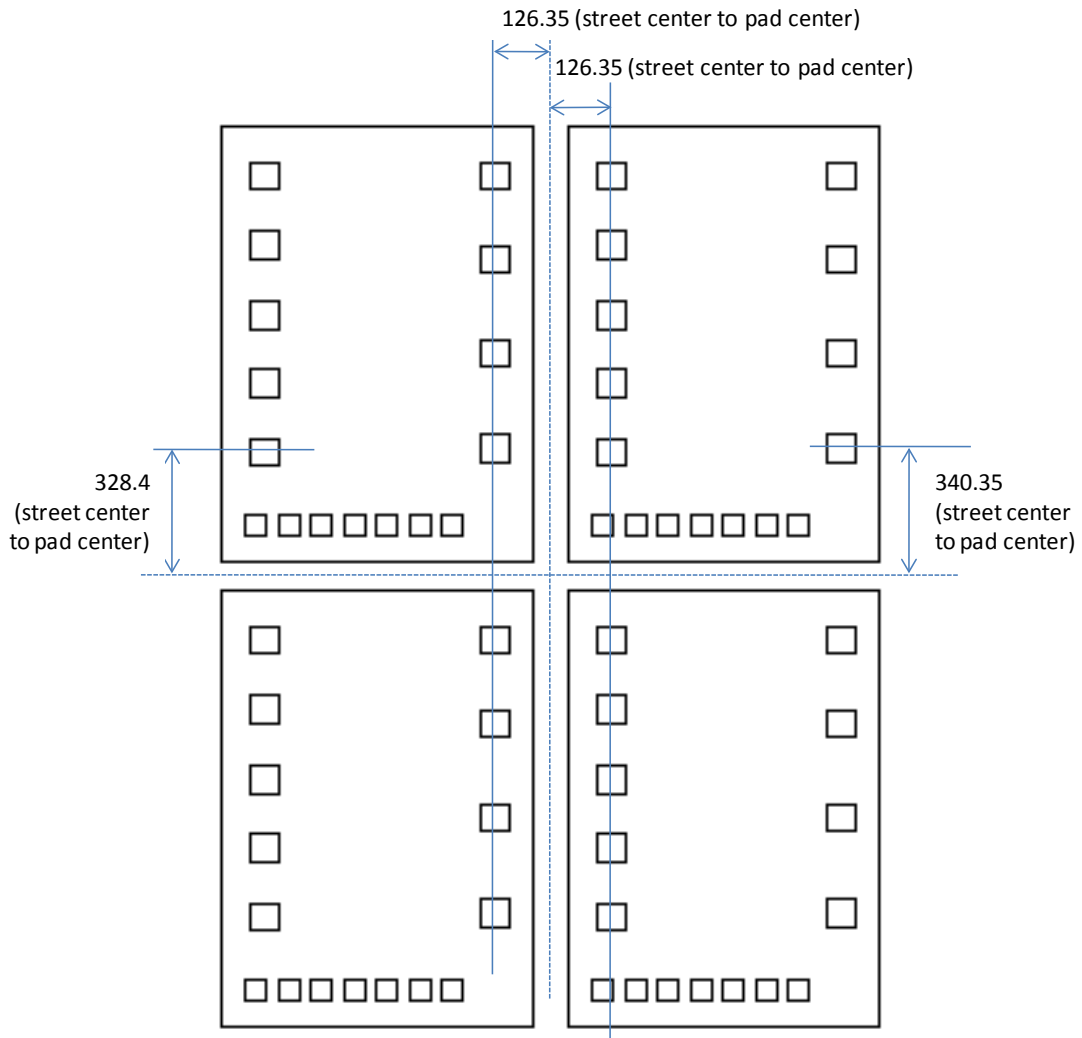 126.35 (street center to pad center)
126.35 (street center to pad center)
328.4
(street center
to pad center)
340.35
(street center
to pad center)